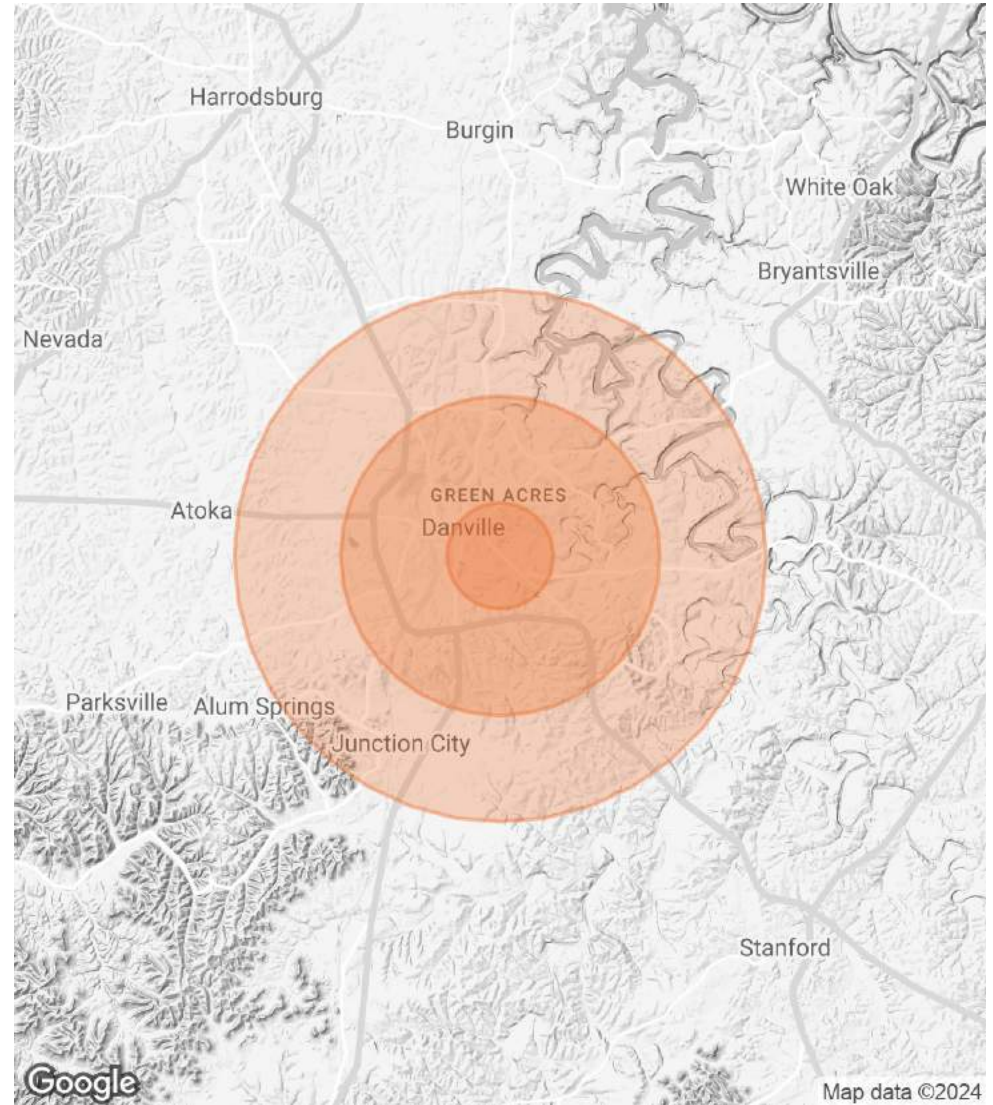 Harrodsburg
Burgin
White Oak
Bryantsville
Nevada
GREEN ACRES
Atoka
Danville
Parksville
Alum Springs
Junction City
Stanford
Google
Map data ©2024